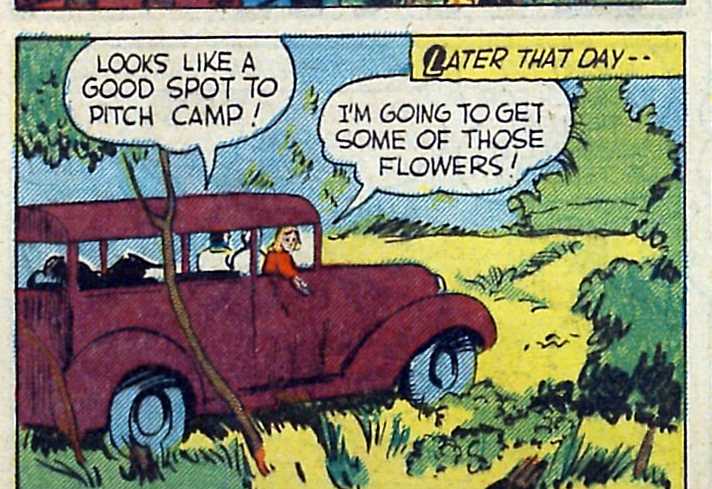 LATER THAT DAY--
LOOKS LIKE A
GOOD SPOT TO
PITCH CAMP!
I'M GOING TO GET
SOME OF THOSE
FLOWERS!